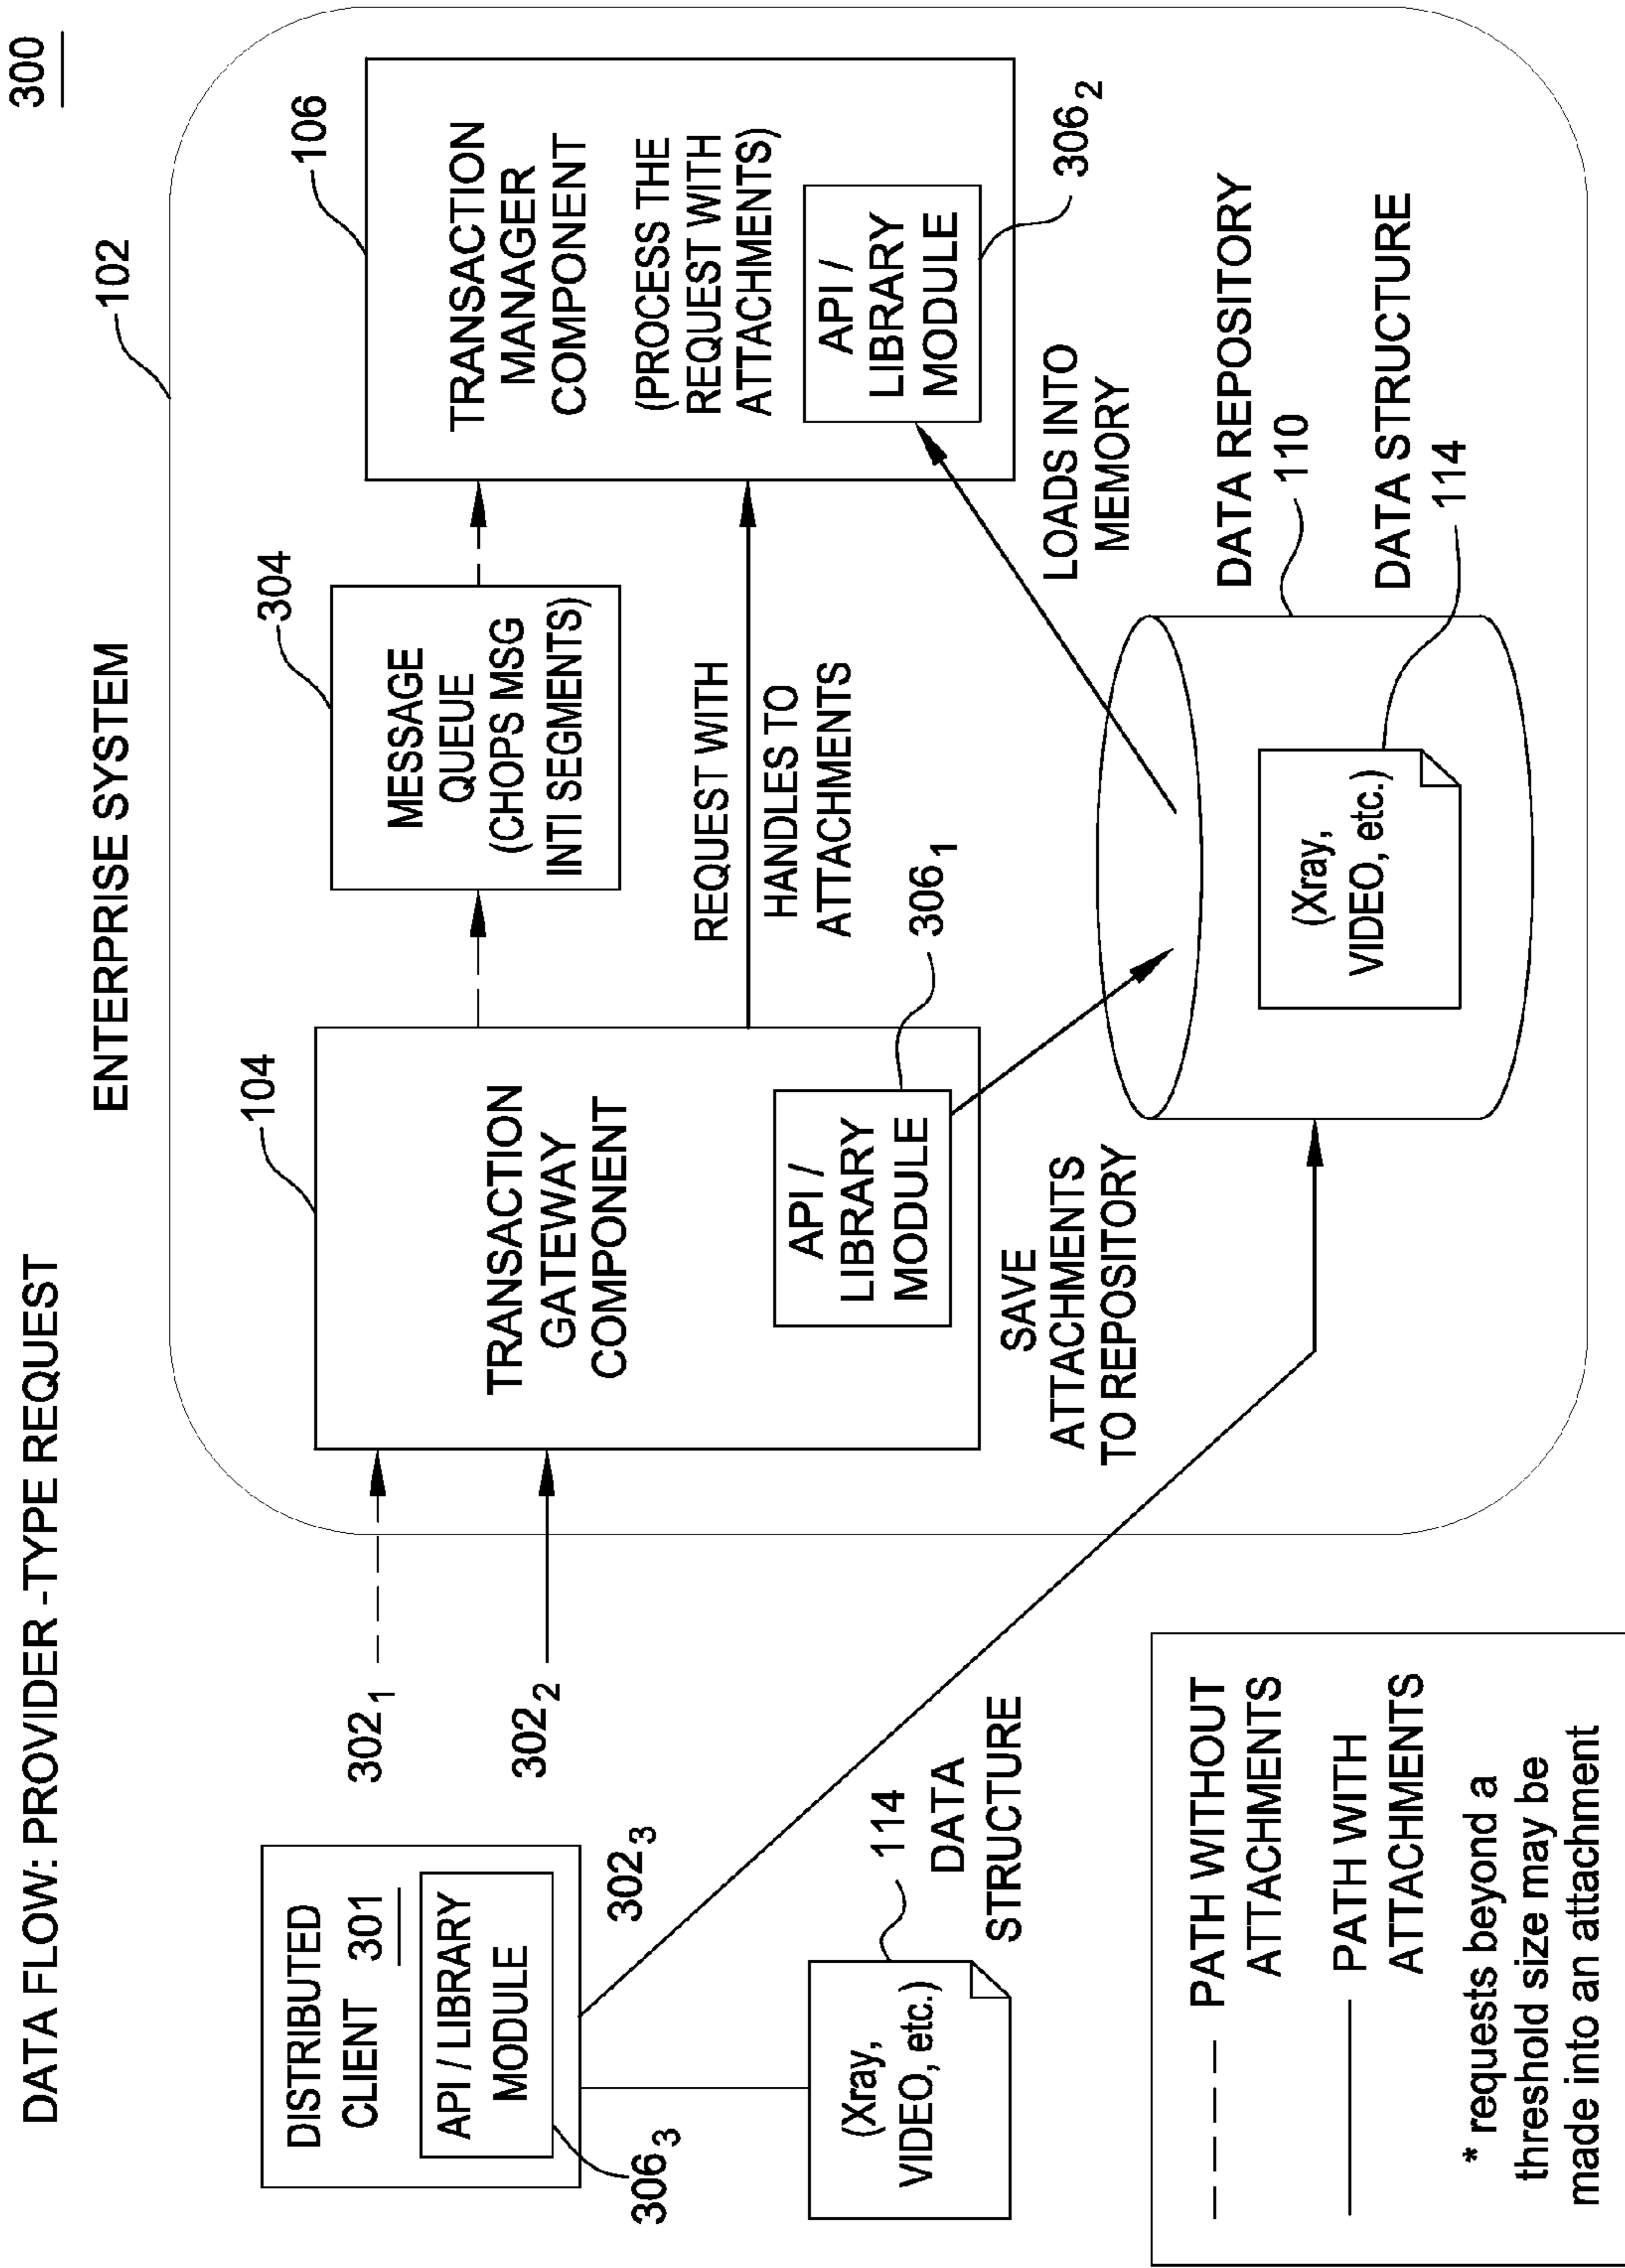 DATA FLOW: PROVIDER -TYPE REQUEST
300
ENTERPRISE SYSTEM
102
DISTRIBUTED
CLIENT 301
API / LIBRARY
MODULE
306₃
302₁
302₂
302₃
(Xray,
VIDEO, etc.)
114
DATA
STRUCTURE
104
TRANSACTION
GATEWAY
COMPONENT
API /
LIBRARY
MODULE
306₁
SAVE
ATTACHMENTS
TO REPOSITORY
304
MESSAGE
QUEUE
(CHOPS MSG
INTI SEGMENTS)
REQUEST WITH
HANDLES TO
ATTACHMENTS
106
TRANSACTION
MANAGER
COMPONENT
(PROCESS THE
REQUEST WITH
ATTACHMENTS)
API /
LIBRARY
MODULE
306₂
LOADS INTO
MEMORY
DATA REPOSITORY
110
DATA STRUCTURE
114
(Xray,
VIDEO, etc.)
PATH WITHOUT
ATTACHMENTS
PATH WITH
ATTACHMENTS
* requests beyond a
threshold size may be
made into an attachment